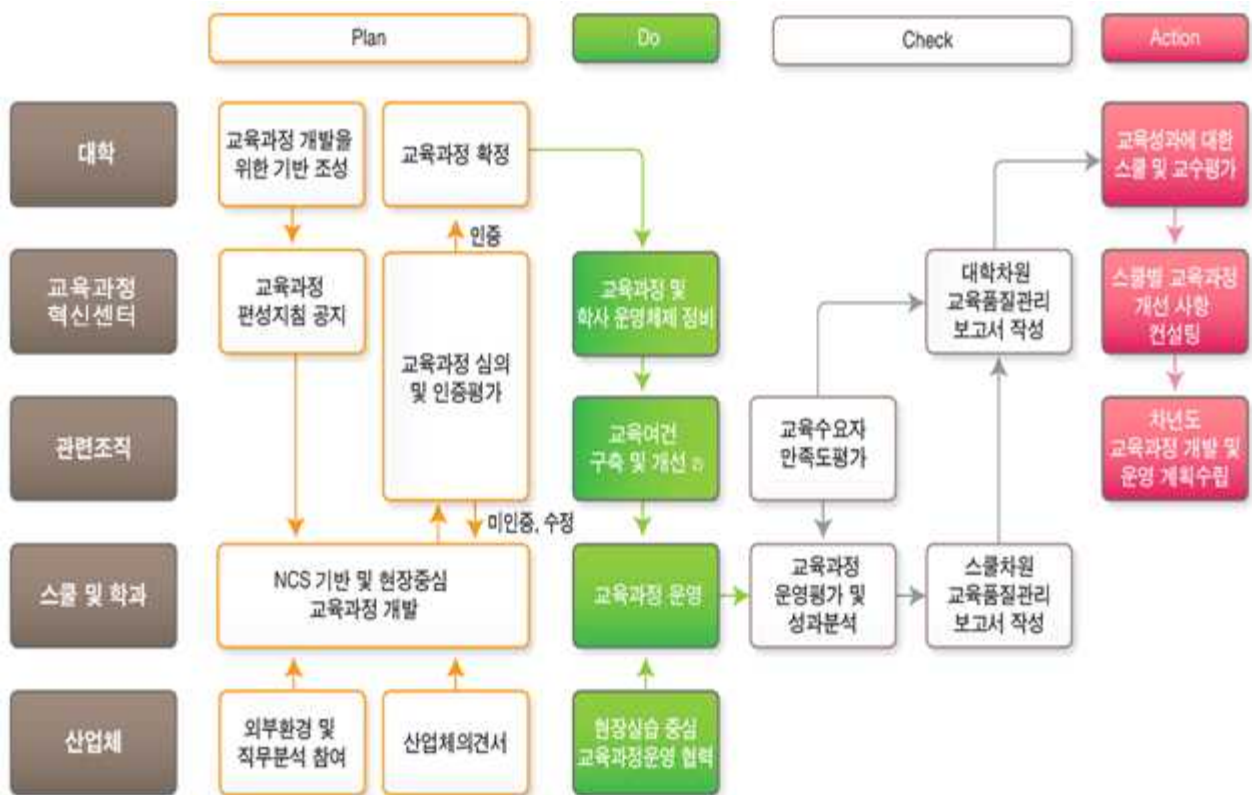 Plan
Do
Check
Action
대학
교육과정 개발을
위한 기반 조성
교육과정 확정
교육성과에 대한
스쿨 및 교수평가
인증
교육과정
혁신센터
교육과정
편성지침 공지
교육과정 심의
및 인증평가
교육과정 및
학사 운영체제 정비
대학차원
교육품질관리
보고서 작성
스쿨별 교육과정
개선 사항
컨설팅
관련조직
교육여건
구축 및 개선
교육수요자
만족도평가
차년도
교육과정 개발 및
운영 계획수립
미인증, 수정
스쿨 및 학과
NCS 기반 및 현장중심
교육과정 개발
교육과정 운영
교육과정
운영평가 및
성과분석
스쿨차원
교육품질관리
보고서 작성
산업체
외부환경 및
직무분석 참여
산업체의견서
현장실습 중심
교육과정운영 협력